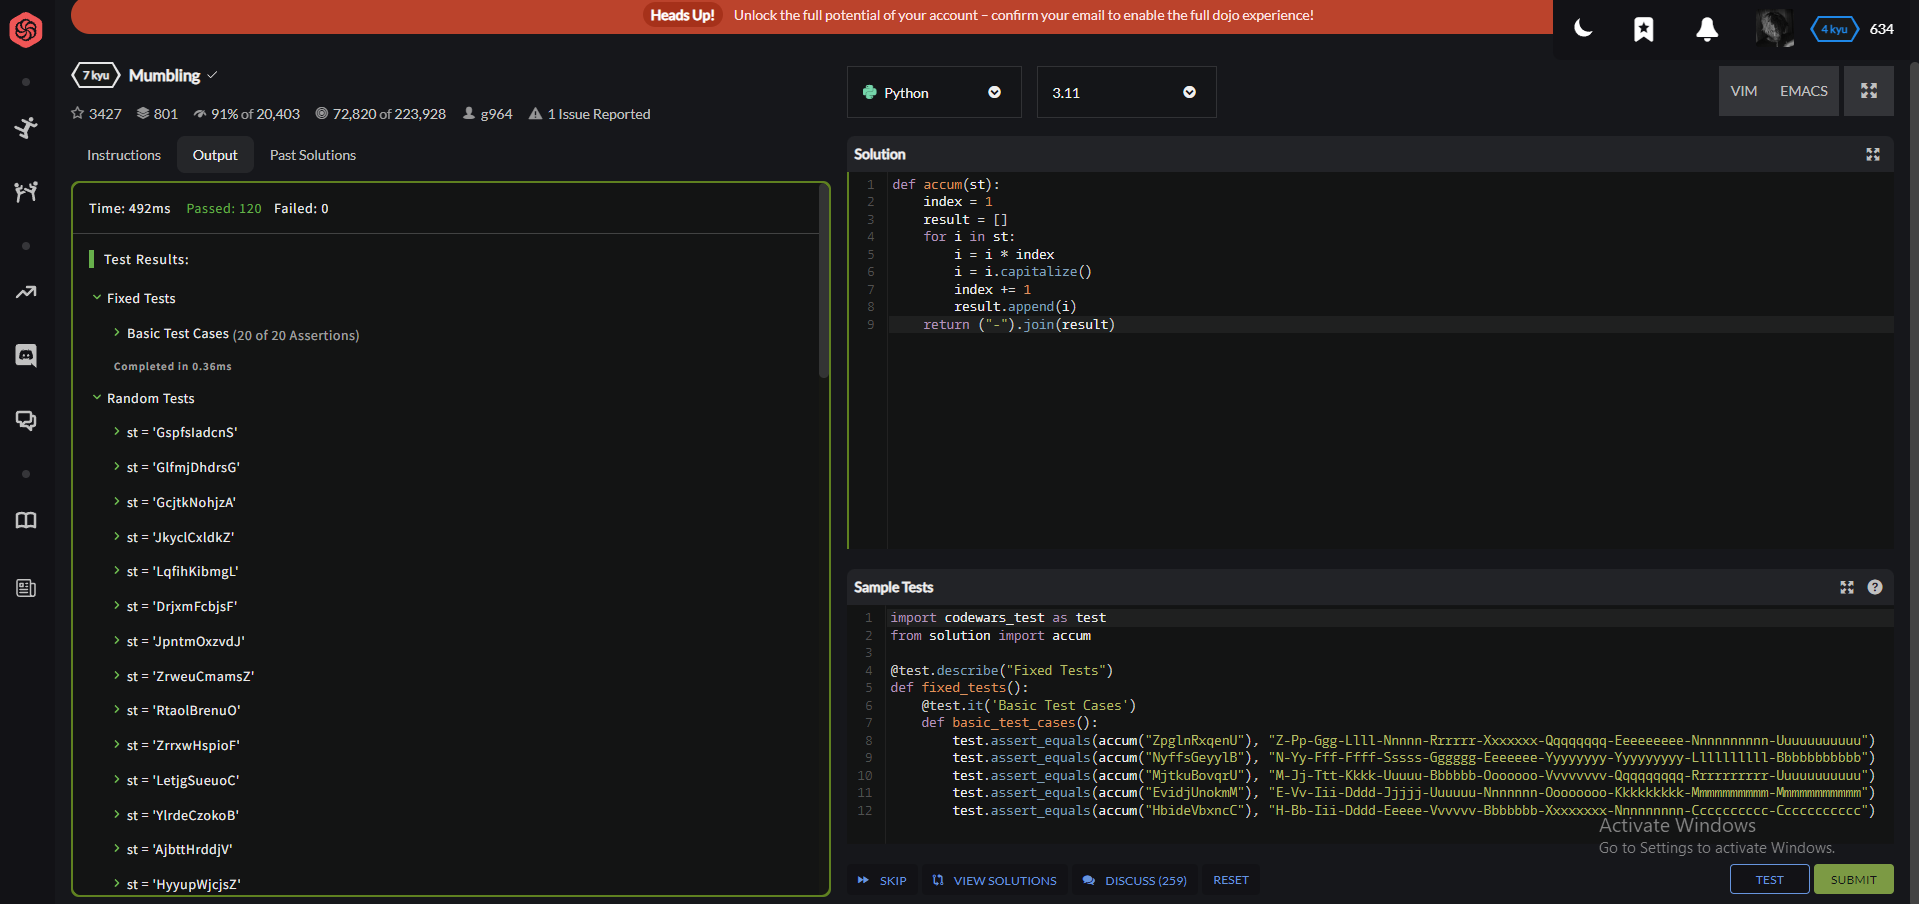 Heads Up! Unlock the full potential of your account – confirm your email to enable the full dojo experience!
4 kyu 634
7 kyu Mumbling
3427 801 91% of 20,403 72,820 of 223,928 g964 1 Issue Reported
Instructions Output Past Solutions
Time: 492ms Passed: 120 Failed: 0
Test Results:
Fixed Tests
Basic Test Cases (20 of 20 Assertions)
Completed in 0.36ms
Random Tests
st = 'GspfsIadcnS'
st = 'GlfmjDhdrsG'
st = 'GcjtkNohjzA'
st = 'JkyclCxldkZ'
st = 'LqfihKibmgL'
st = 'DrjxmFcbjsF'
st = 'JpntmOxzvdJ'
st = 'ZrweuCmamsZ'
st = 'RtaolBrenuO'
st = 'ZrrxwHspioF'
st = 'LetjgSueuoC'
st = 'YlrdeCzokoB'
st = 'AjbttHrddjV'
st = 'HyyupWjcjsZ'
Python 3.11 VIM EMACS
Solution
1 def accum(st):
2 index = 1
3 result = []
4 for i in st:
5 i = i * index
6 i = i.capitalize()
7 index += 1
8 result.append(i)
9 return ("-").join(result)
Sample Tests
1 import codewars_test as test
2 from solution import accum
3
4 @test.describe("Fixed Tests")
5 def fixed_tests():
6 @test.it('Basic Test Cases')
7 def basic_test_cases():
8 test.assert_equals(accum("ZpglnRxqenU"), "Z-Pp-Ggg-Llll-Nnnnn-Rrrrrr-Xxxxxxx-Qqqqqqqq-Eeeeeeeee-Nnnnnnnnnn-Uuuuuuuuuuu")
9 test.assert_equals(accum("NyffsGeyylB"), "N-Yy-Fff-Ffff-Sssss-Gggggg-Eeeeeee-Yyyyyyyy-Yyyyyyyyy-Llllllllll-Bbbbbbbbbbb")
10 test.assert_equals(accum("MjtkuBovqrU"), "M-Jj-Ttt-Kkkk-Uuuuu-Bbbbbb-Ooooooo-Vvvvvvvv-Qqqqqqqqq-Rrrrrrrrrr-Uuuuuuuuuuu")
11 test.assert_equals(accum("EvidjUnokmM"), "E-Vv-Iii-Dddd-Jjjjj-Uuuuuu-Nnnnnnn-Oooooooo-Kkkkkkkkk-Mmmmmmmmmm-Mmmmmmmmmmm")
12 test.assert_equals(accum("HbideVbxncC"), "H-Bb-Iii-Dddd-Eeeee-Vvvvvv-Bbbbbbb-Xxxxxxxx-Nnnnnnnnn-Cccccccccc-Ccccccccccc")
Activate Windows
Go to Settings to activate Windows.
SKIP VIEW SOLUTIONS DISCUSS (259) RESET TEST SUBMIT